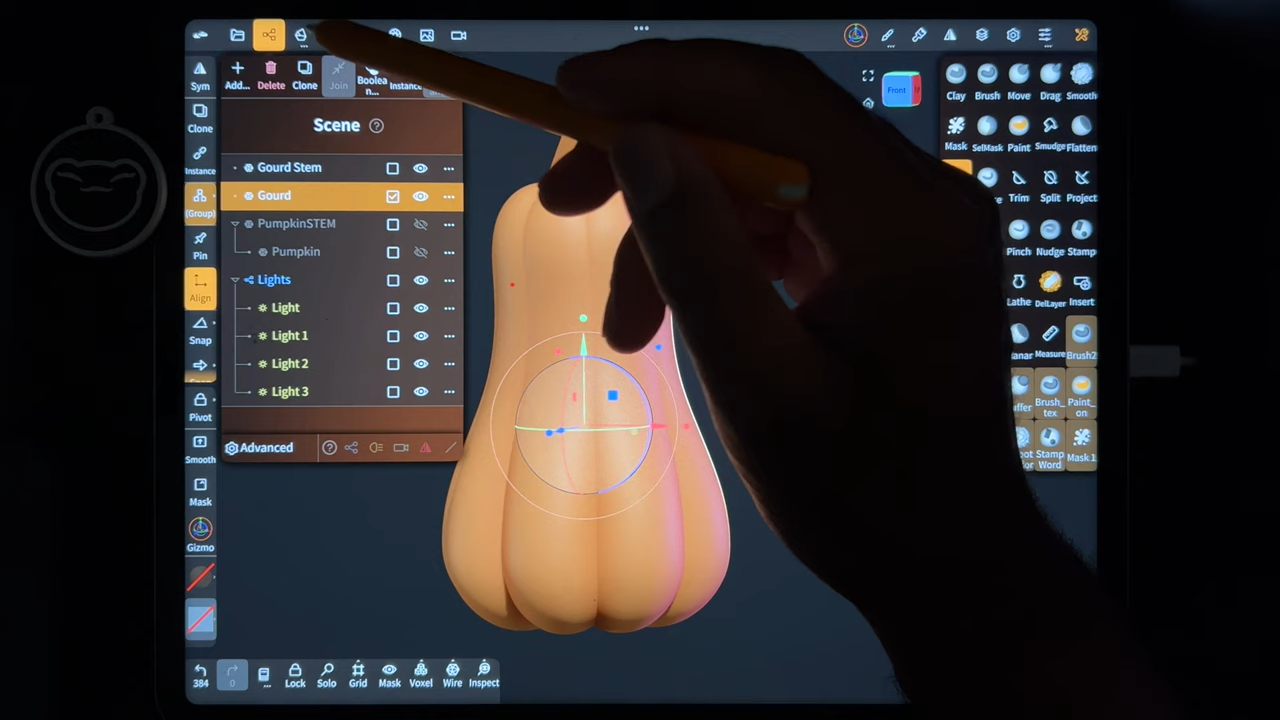 Sym
Add...
Delete
Clone
Join
Boolea
n...
Instance
Front
Clay
Brush
Move
Drag
Smooth
Clone
Scene
Mask
SelMask
Paint
Smudge
Flatten
Instance
Gourd Stem
(Group)
Gourd
Trim
Split
Project
PumpkinSTEM
Pin
Pumpkin
Pinch
Nudge
Stamp
Lights
Align
Light
Lathe
DelLayer
Insert
Snap
Light 1
Measure
Brush2
Light 2
Light 3
Brush_
tex
Paint_
on
Pivot
Advanced
Stamp
Word
Mask 1
Smooth
Mask
Gizmo
384
0
...
Lock
Solo
Grid
Mask
Voxel
Wire
Inspect